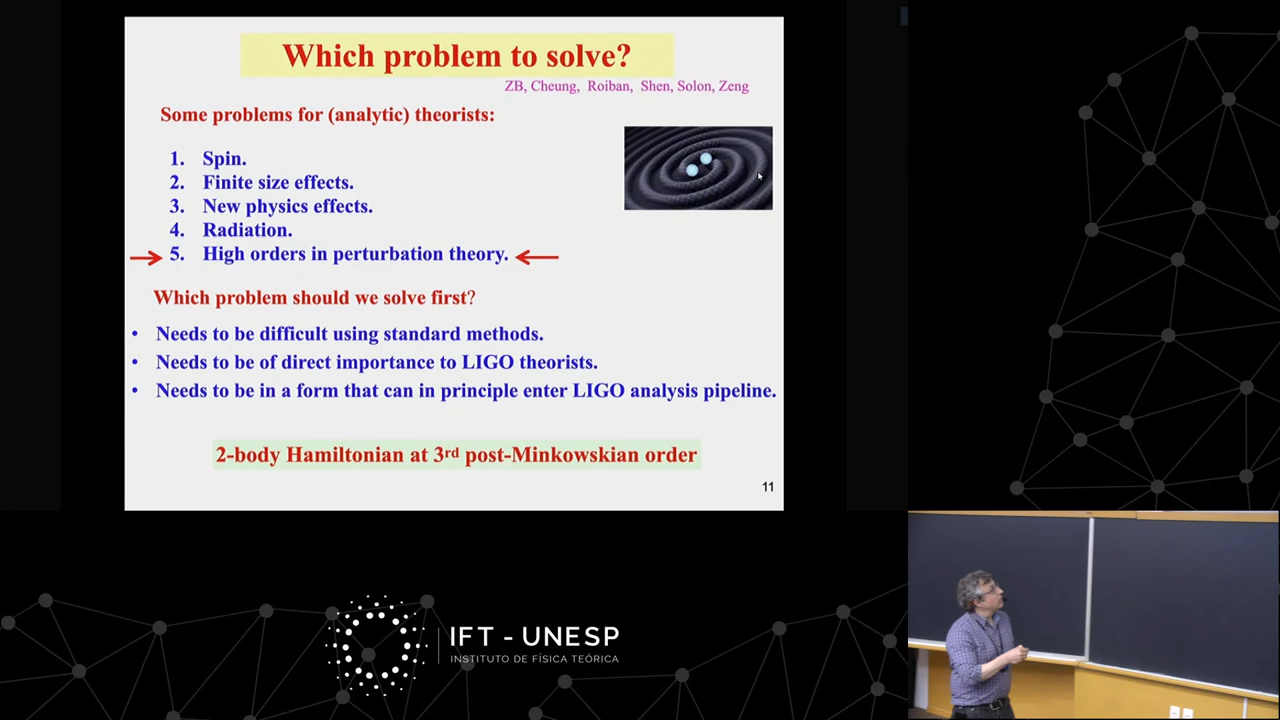 Which problem to solve?
ZB, Cheung, Roiban, Shen, Solon, Zeng
Some problems for (analytic) theorists:
1. Spin.
2. Finite size effects.
3. New physics effects.
4. Radiation.
5. High orders in perturbation theory.
Which problem should we solve first?
• Needs to be difficult using standard methods.
• Needs to be of direct importance to LIGO theorists.
• Needs to be in a form that can in principle enter LIGO analysis pipeline.
2-body Hamiltonian at 3rd post-Minkowskian order
11
IFT - UNESP
INSTITUTO DE FÍSICA TEÓRICA